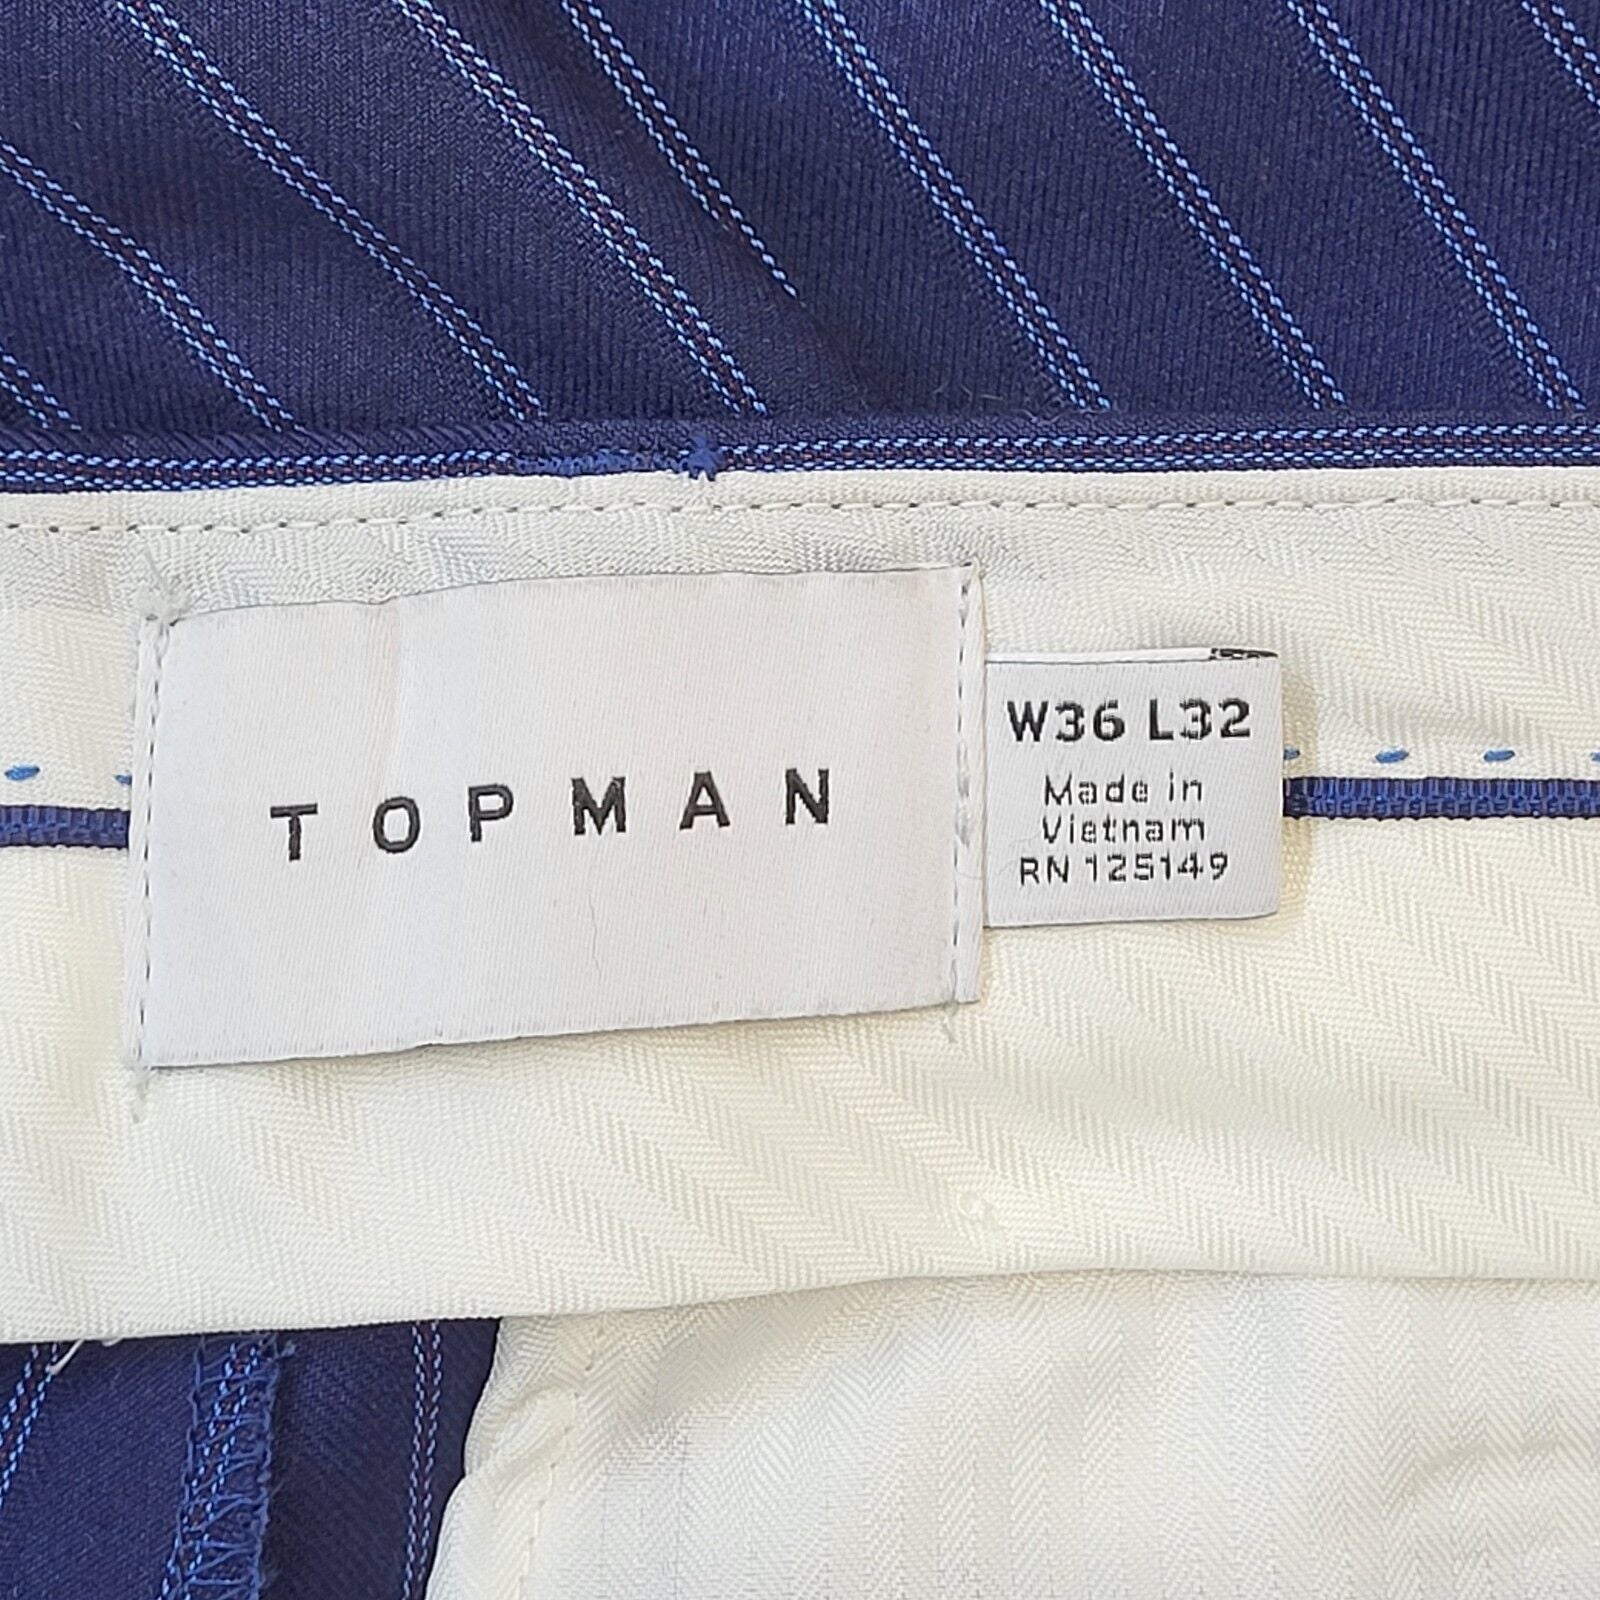 TOPMAN
W36 L32
Made in
Vietnam
RN 125149